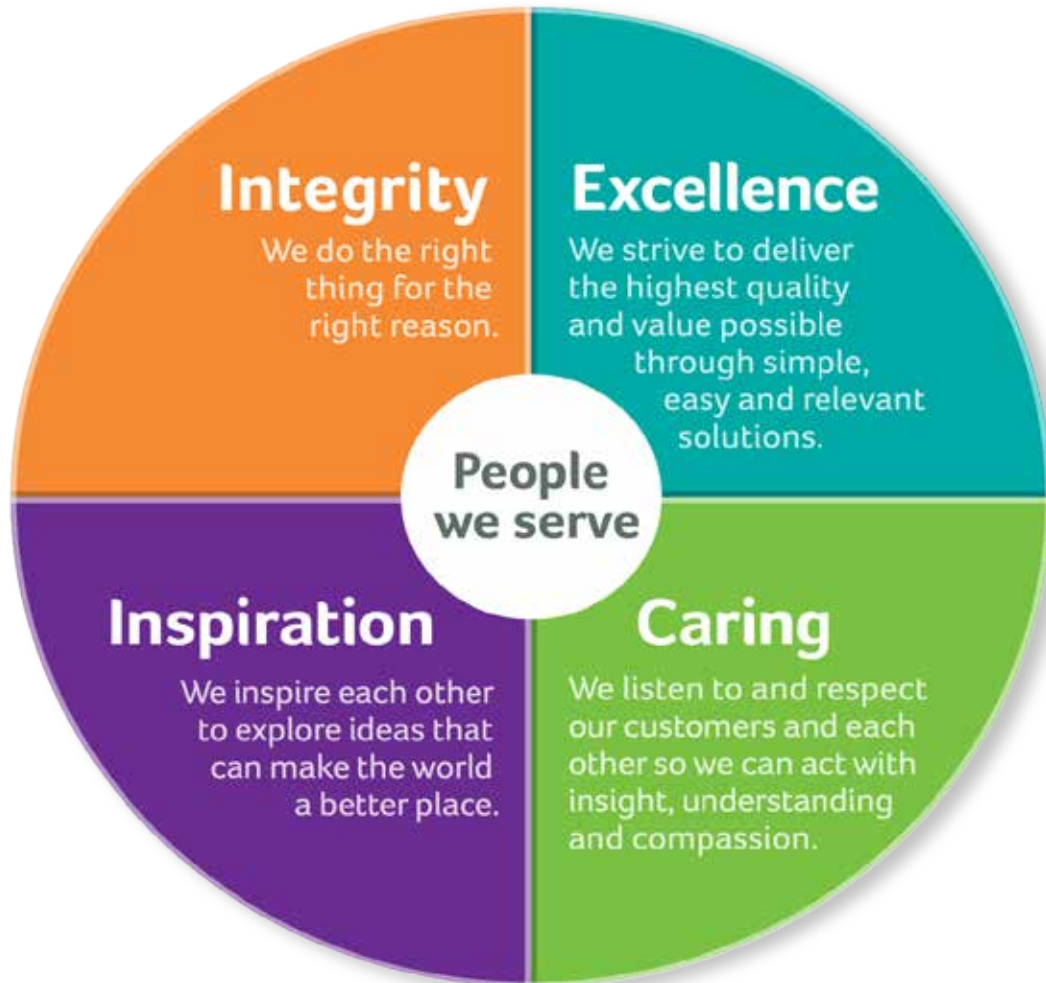 Integrity
We do the right
thing for the
right reason.
Excellence
We strive to deliver
the highest quality
and value possible
through simple,
easy and relevant
solutions.
People
we serve
Inspiration
We inspire each other
to explore ideas that
can make the world
a better place.
Caring
We listen to and respect
our customers and each
other so we can act with
insight, understanding
and compassion.